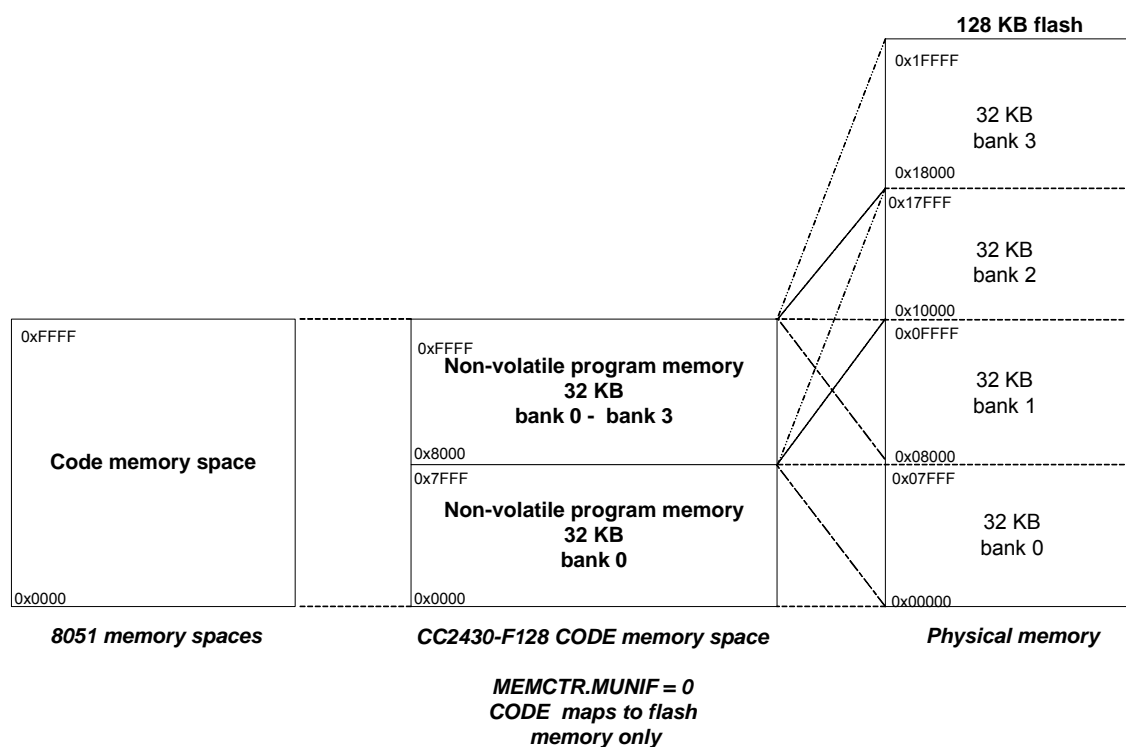 128 KB flash
0x1FFFF
32 KB
bank 3
0x18000
0x17FFF
32 KB
bank 2
0x10000
0xFFFF
0xFFFF
Non-volatile program memory
32 KB
bank 0 - bank 3
0x8000
0x0FFFF
32 KB
bank 1
0x08000
Code memory space
0x7FFF
Non-volatile program memory
32 KB
bank 0
0x07FFF
32 KB
bank 0
0x0000
0x0000
0x00000
8051 memory spaces
CC2430-F128 CODE memory space
Physical memory
MEMCTR.MUNIF = 0
CODE maps to flash
memory only